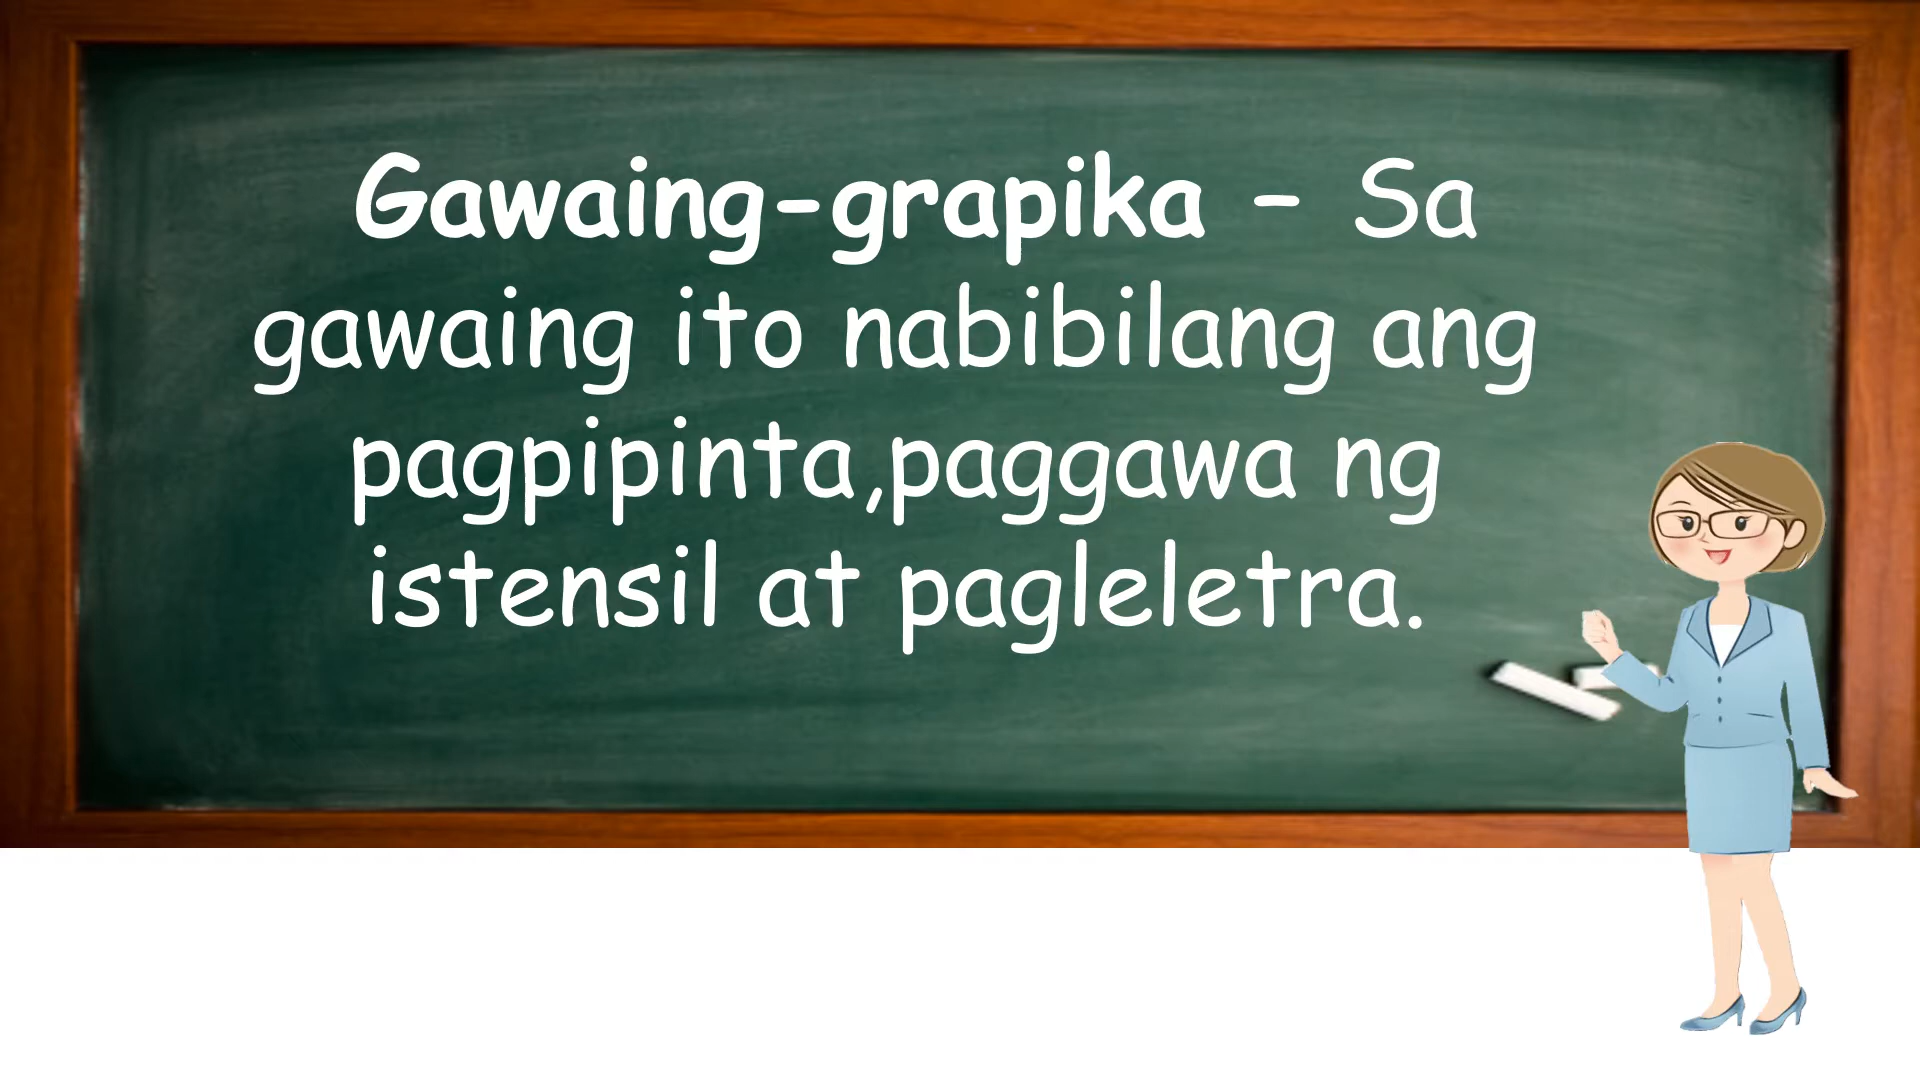 Gawaing-grapika – Sa
gawaing ito nabibilang ang
pagpipinta,paggawa ng
istensil at pagleletra.